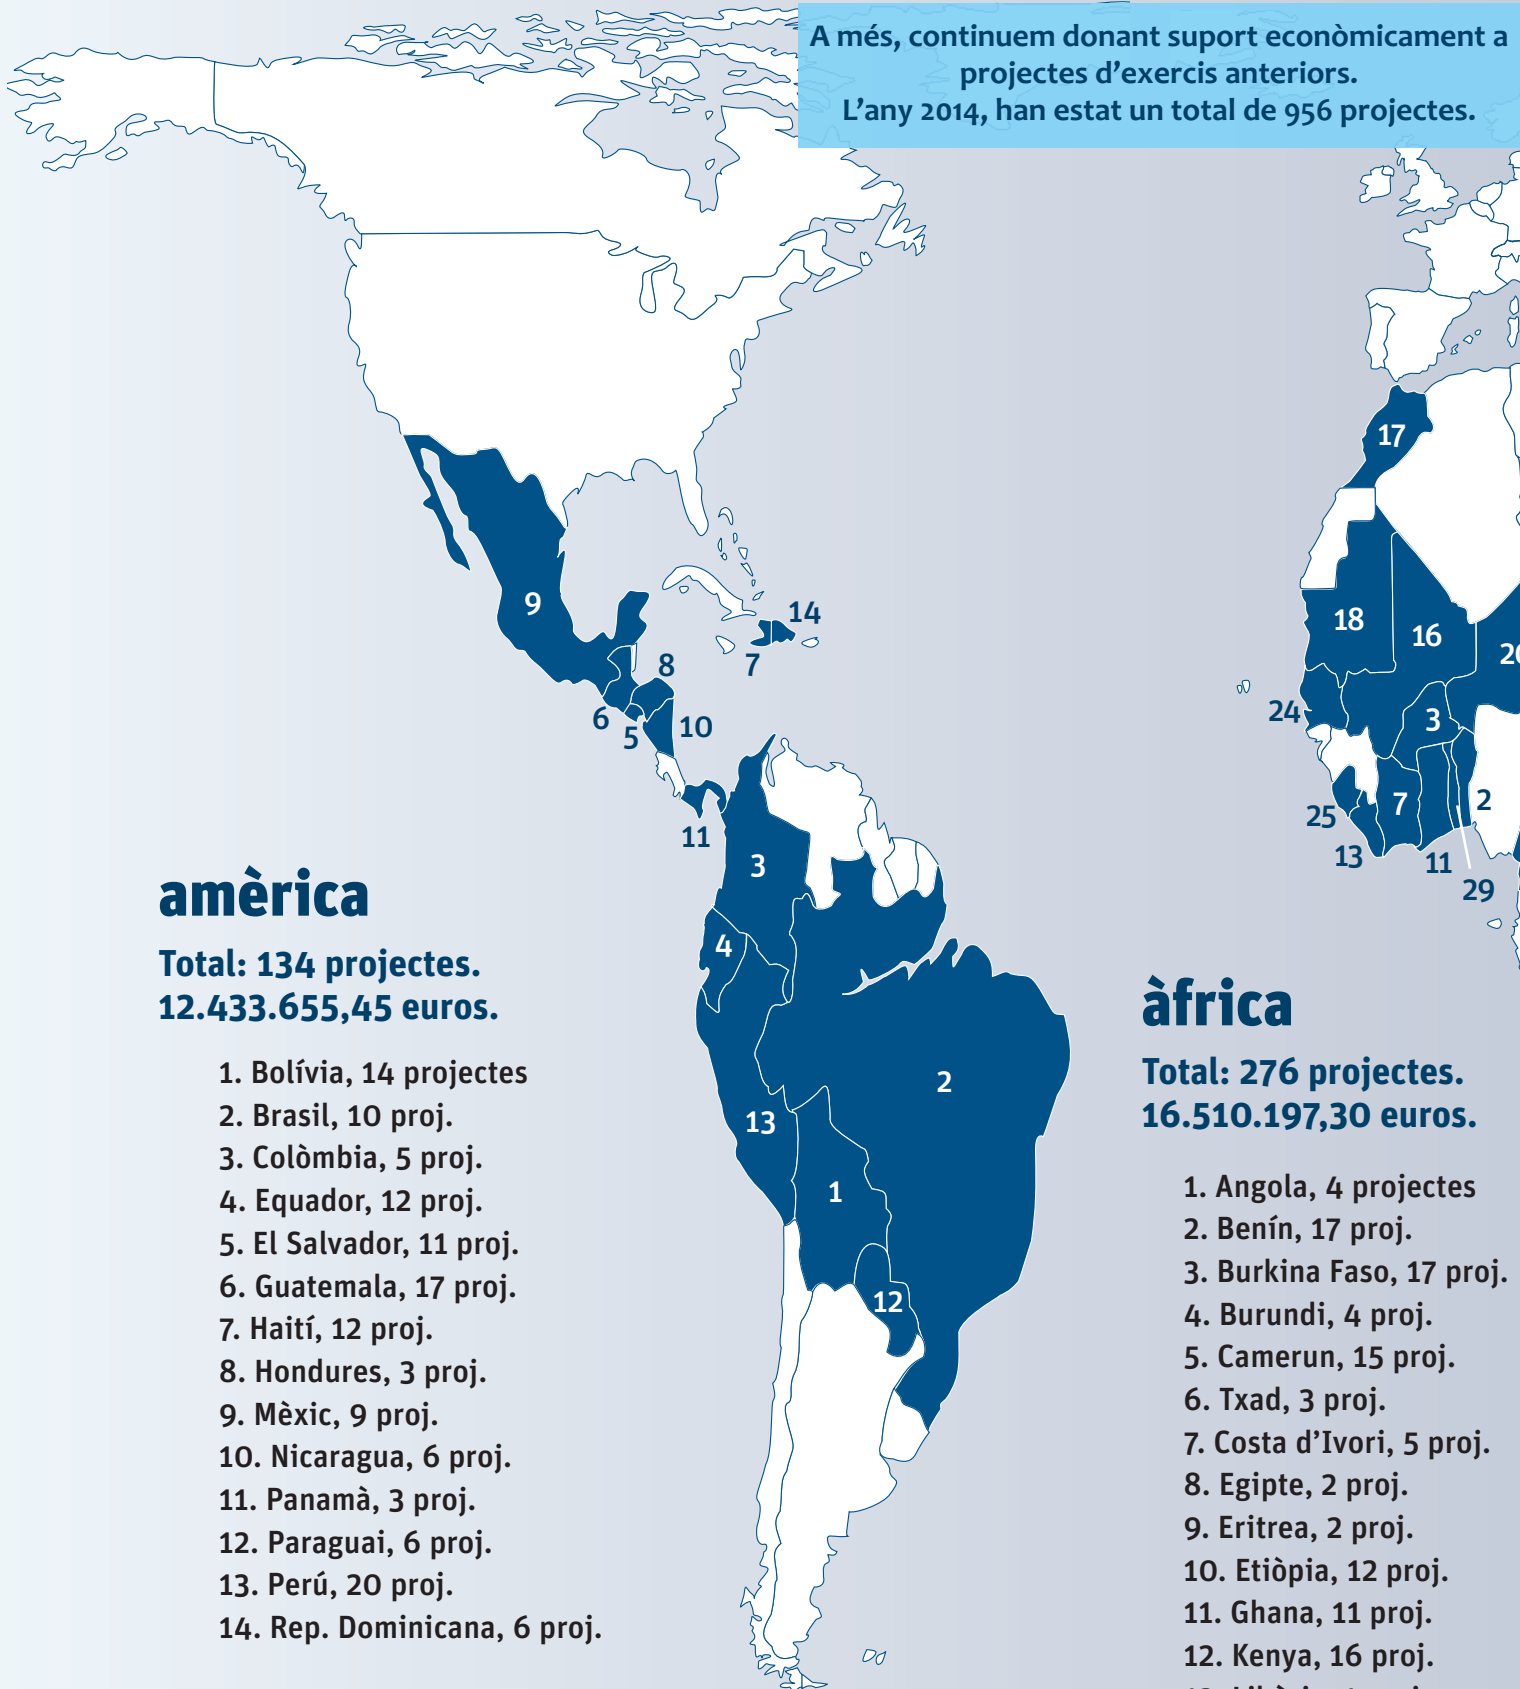 A més, continuem donant suport econòmicament a
projectes d’exercis anteriors.
L’any 2014, han estat un total de 956 projectes.
17
9
14
18
16
7
8
24
6
5
10
3
25
7
2
11
13
11
29
3
4
amèrica
Total: 134 projectes.
12.433.655,45 euros.
1. Bolívia, 14 projectes
2. Brasil, 10 proj.
3. Colòmbia, 5 proj.
4. Equador, 12 proj.
5. El Salvador, 11 proj.
6. Guatemala, 17 proj.
7. Haití, 12 proj.
8. Hondures, 3 proj.
9. Mèxic, 9 proj.
10. Nicaragua, 6 proj.
11. Panamà, 3 proj.
12. Paraguai, 6 proj.
13. Perú, 20 proj.
14. Rep. Dominicana, 6 proj.
2
13
1
12
àfrica
Total: 276 projectes.
16.510.197,30 euros.
1. Angola, 4 projectes
2. Benín, 17 proj.
3. Burkina Faso, 17 proj.
4. Burundi, 4 proj.
5. Camerun, 15 proj.
6. Txad, 3 proj.
7. Costa d’Ivori, 5 proj.
8. Egipte, 2 proj.
9. Eritrea, 2 proj.
10. Etiòpia, 12 proj.
11. Ghana, 11 proj.
12. Kenya, 16 proj.